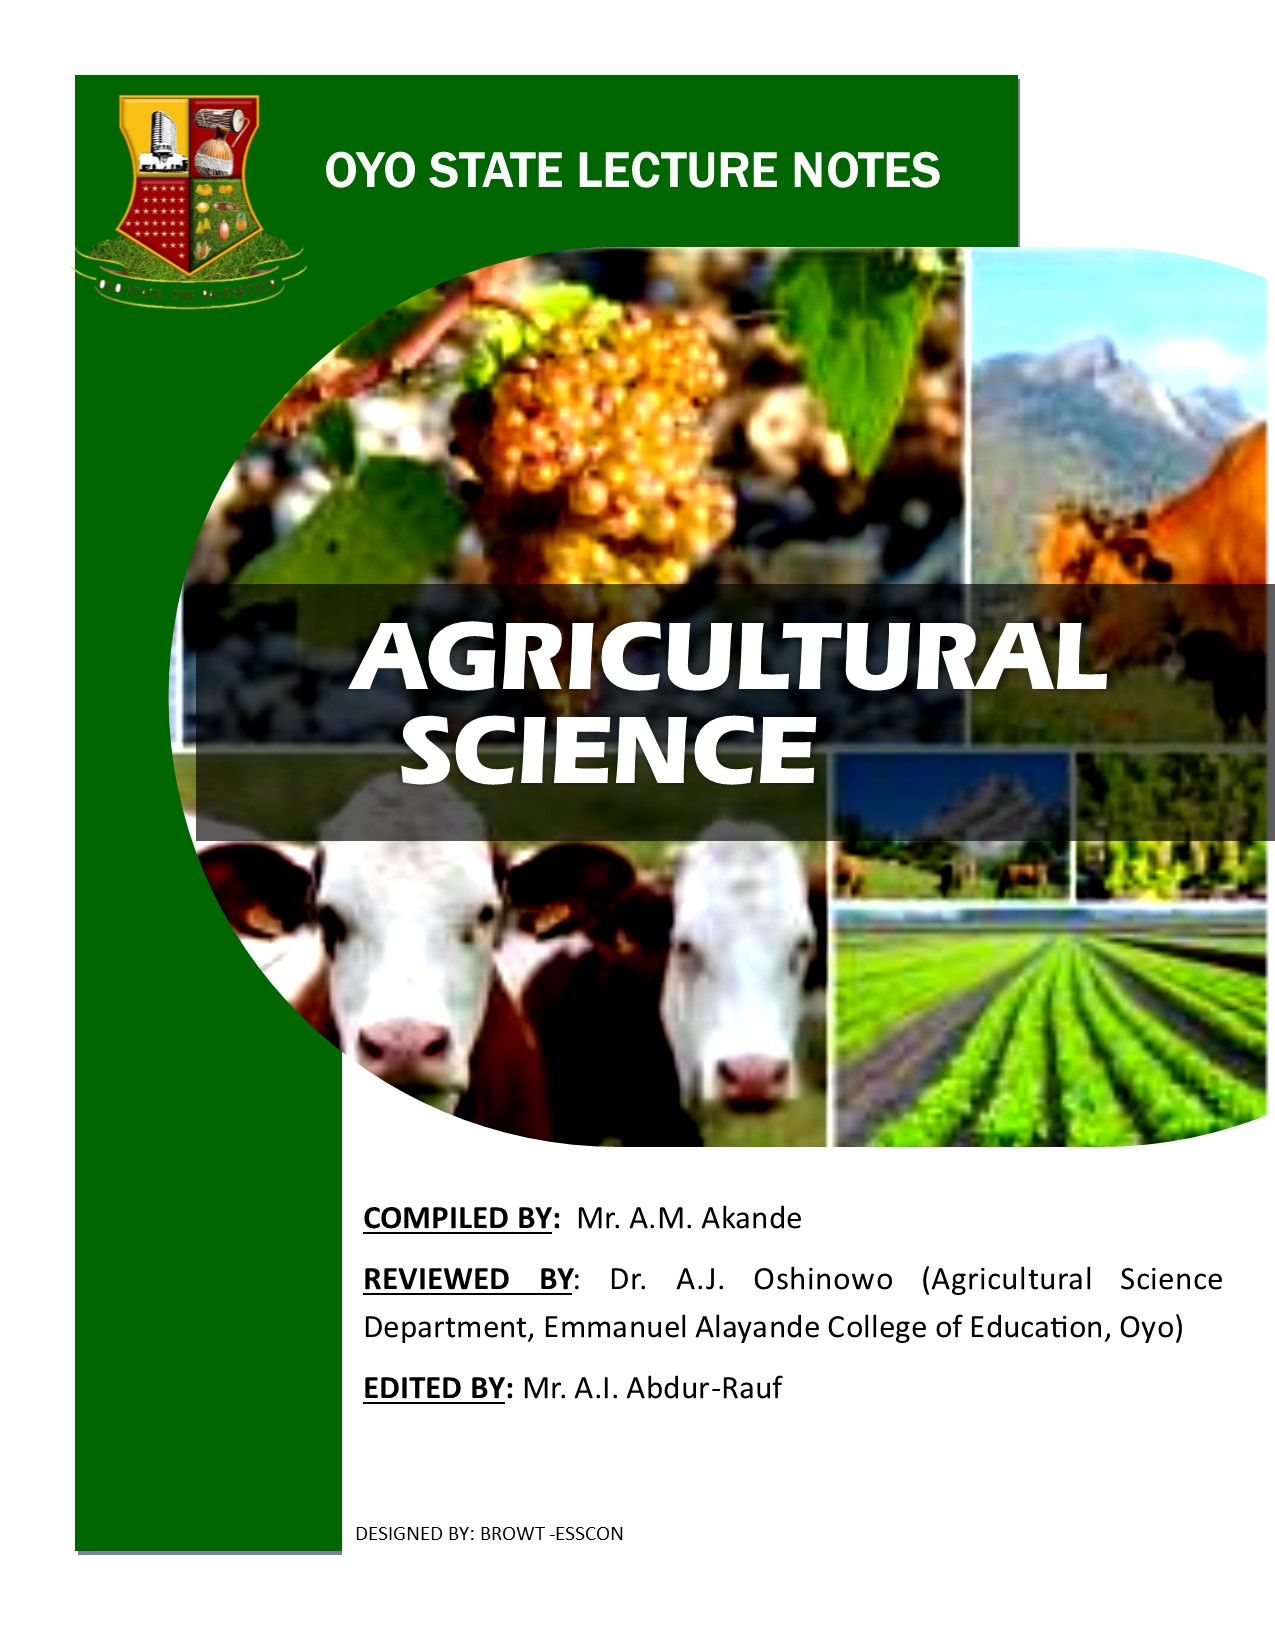 OYO STATE LECTURE NOTES
AGRICULTURAL
SCIENCE
COMPILED BY: Mr. A.M. Akande
REVIEWED BY: Dr. A.J. Oshinowo (Agricultural Science
Department, Emmanuel Alayande College of Education, Oyo)
EDITED BY: Mr. A.I. Abdur-Rauf
DESIGNED BY: BROWT -ESSCON